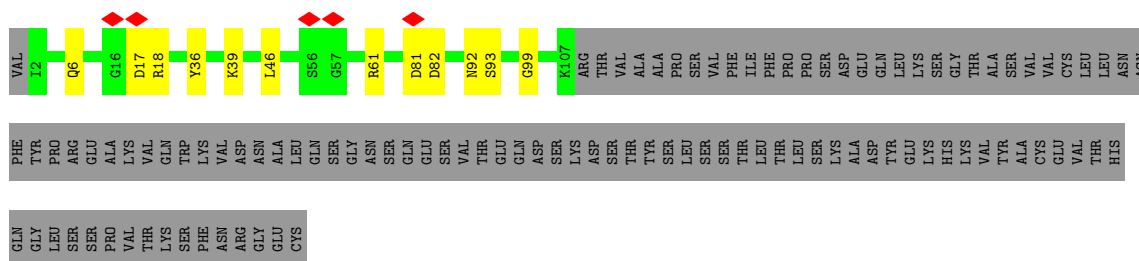 VAL I2 Q6 G16 D17 R18 Y36 K39 L46 S56 G57 R61 D81 D82 N92 S93 G99 K107 ARG THR VAL ALA ALA PRO SER VAL PHE ILE PHE PRO PRO SER ASP GLU GLN LEU LYS SER GLY THR ALA SER VAL VAL CYS LEU LEU ASN ASN
PHE TYR PRO ARG GLU ALA LYS VAL GLN TRP LYS VAL ASP ASN ALA LEU GLN SER GLY ASN SER GLN GLU SER VAL THR GLU GLN ASP SER LYS ASP SER THR TYR SER LEU SER SER THR LEU THR LEU SER LYS ALA ASP TYR GLU LYS HIS LYS VAL TYR ALA CYS GLU VAL THR HIS
GLN GLY LEU SER SER PRO VAL THR LYS SER PHE ASN ARG GLY GLU CYS